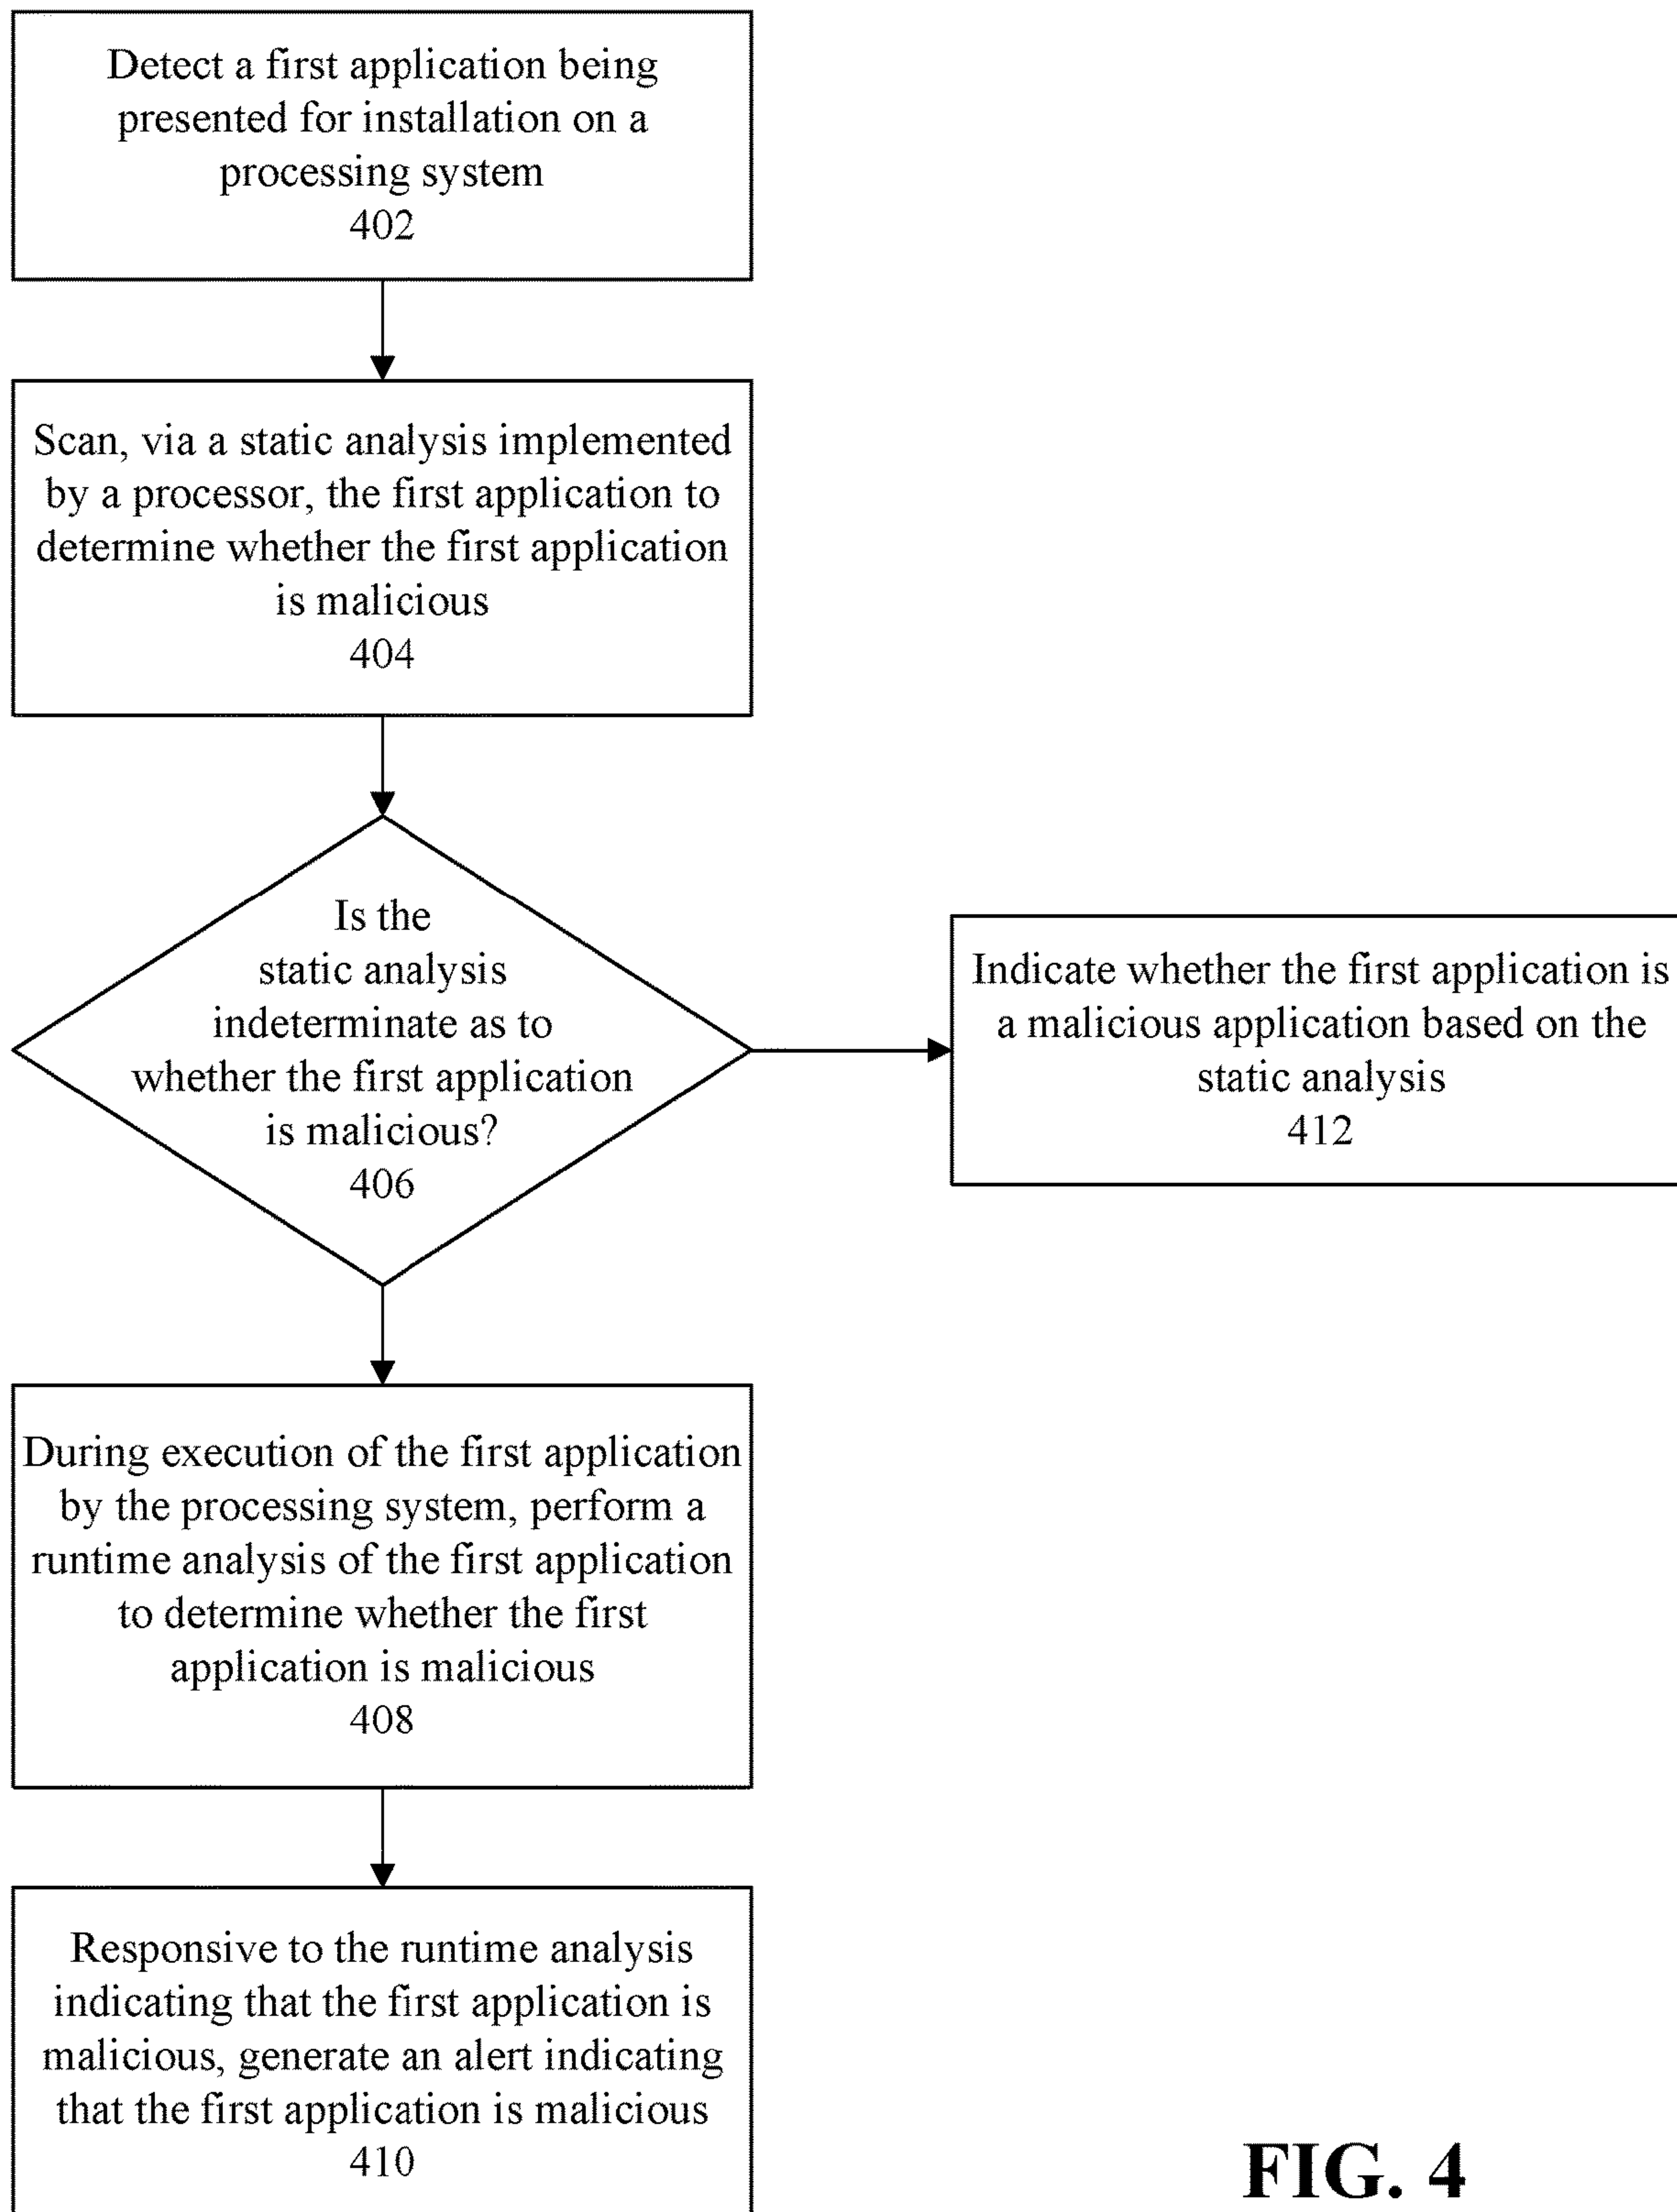 Detect a first application being
presented for installation on a
processing system
402
Scan, via a static analysis implemented
by a processor, the first application to
determine whether the first application
is malicious
404
Is the
static analysis
indeterminate as to
whether the first application
is malicious?
406
Indicate whether the first application is
a malicious application based on the
static analysis
412
During execution of the first application
by the processing system, perform a
runtime analysis of the first application
to determine whether the first
application is malicious
408
Responsive to the runtime analysis
indicating that the first application is
malicious, generate an alert indicating
that the first application is malicious
410
FIG. 4